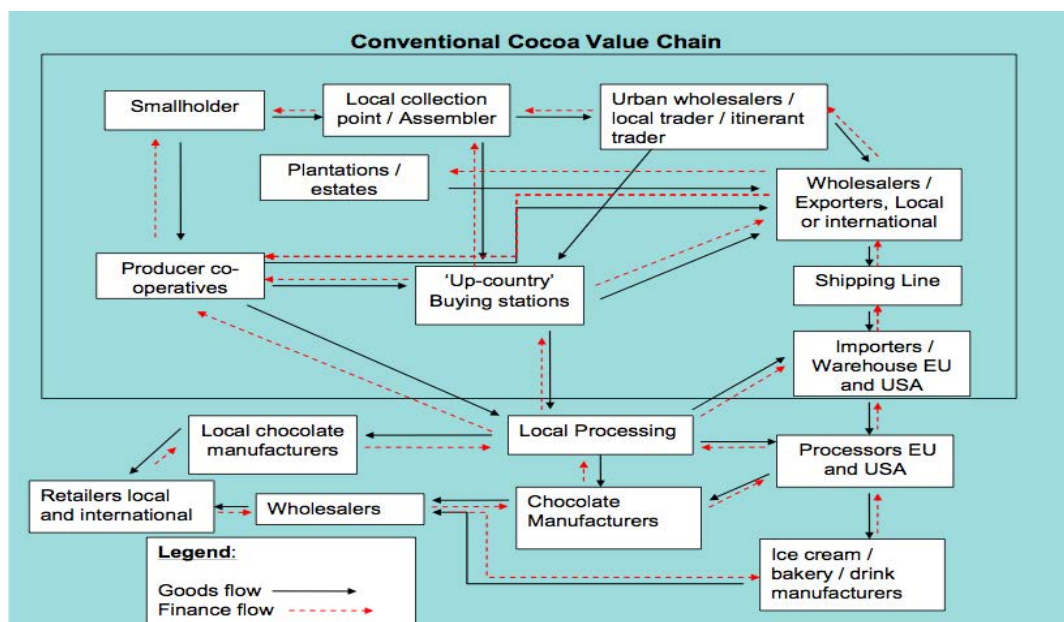 Conventional Cocoa Value Chain
Smallholder
Local collection
point / Assembler
Urban wholesalers /
local trader / itinerant
trader
Plantations /
estates
Wholesalers /
Exporters, Local
or international
Producer co-
operatives
'Up-country'
Buying stations
Shipping Line
Importers /
Warehouse EU
and USA
Local chocolate
manufacturers
Local Processing
Processors EU
and USA
Retailers local
and international
Wholesalers
Chocolate
Manufacturers
Ice cream /
bakery / drink
manufacturers
Legend:
Goods flow
Finance flow